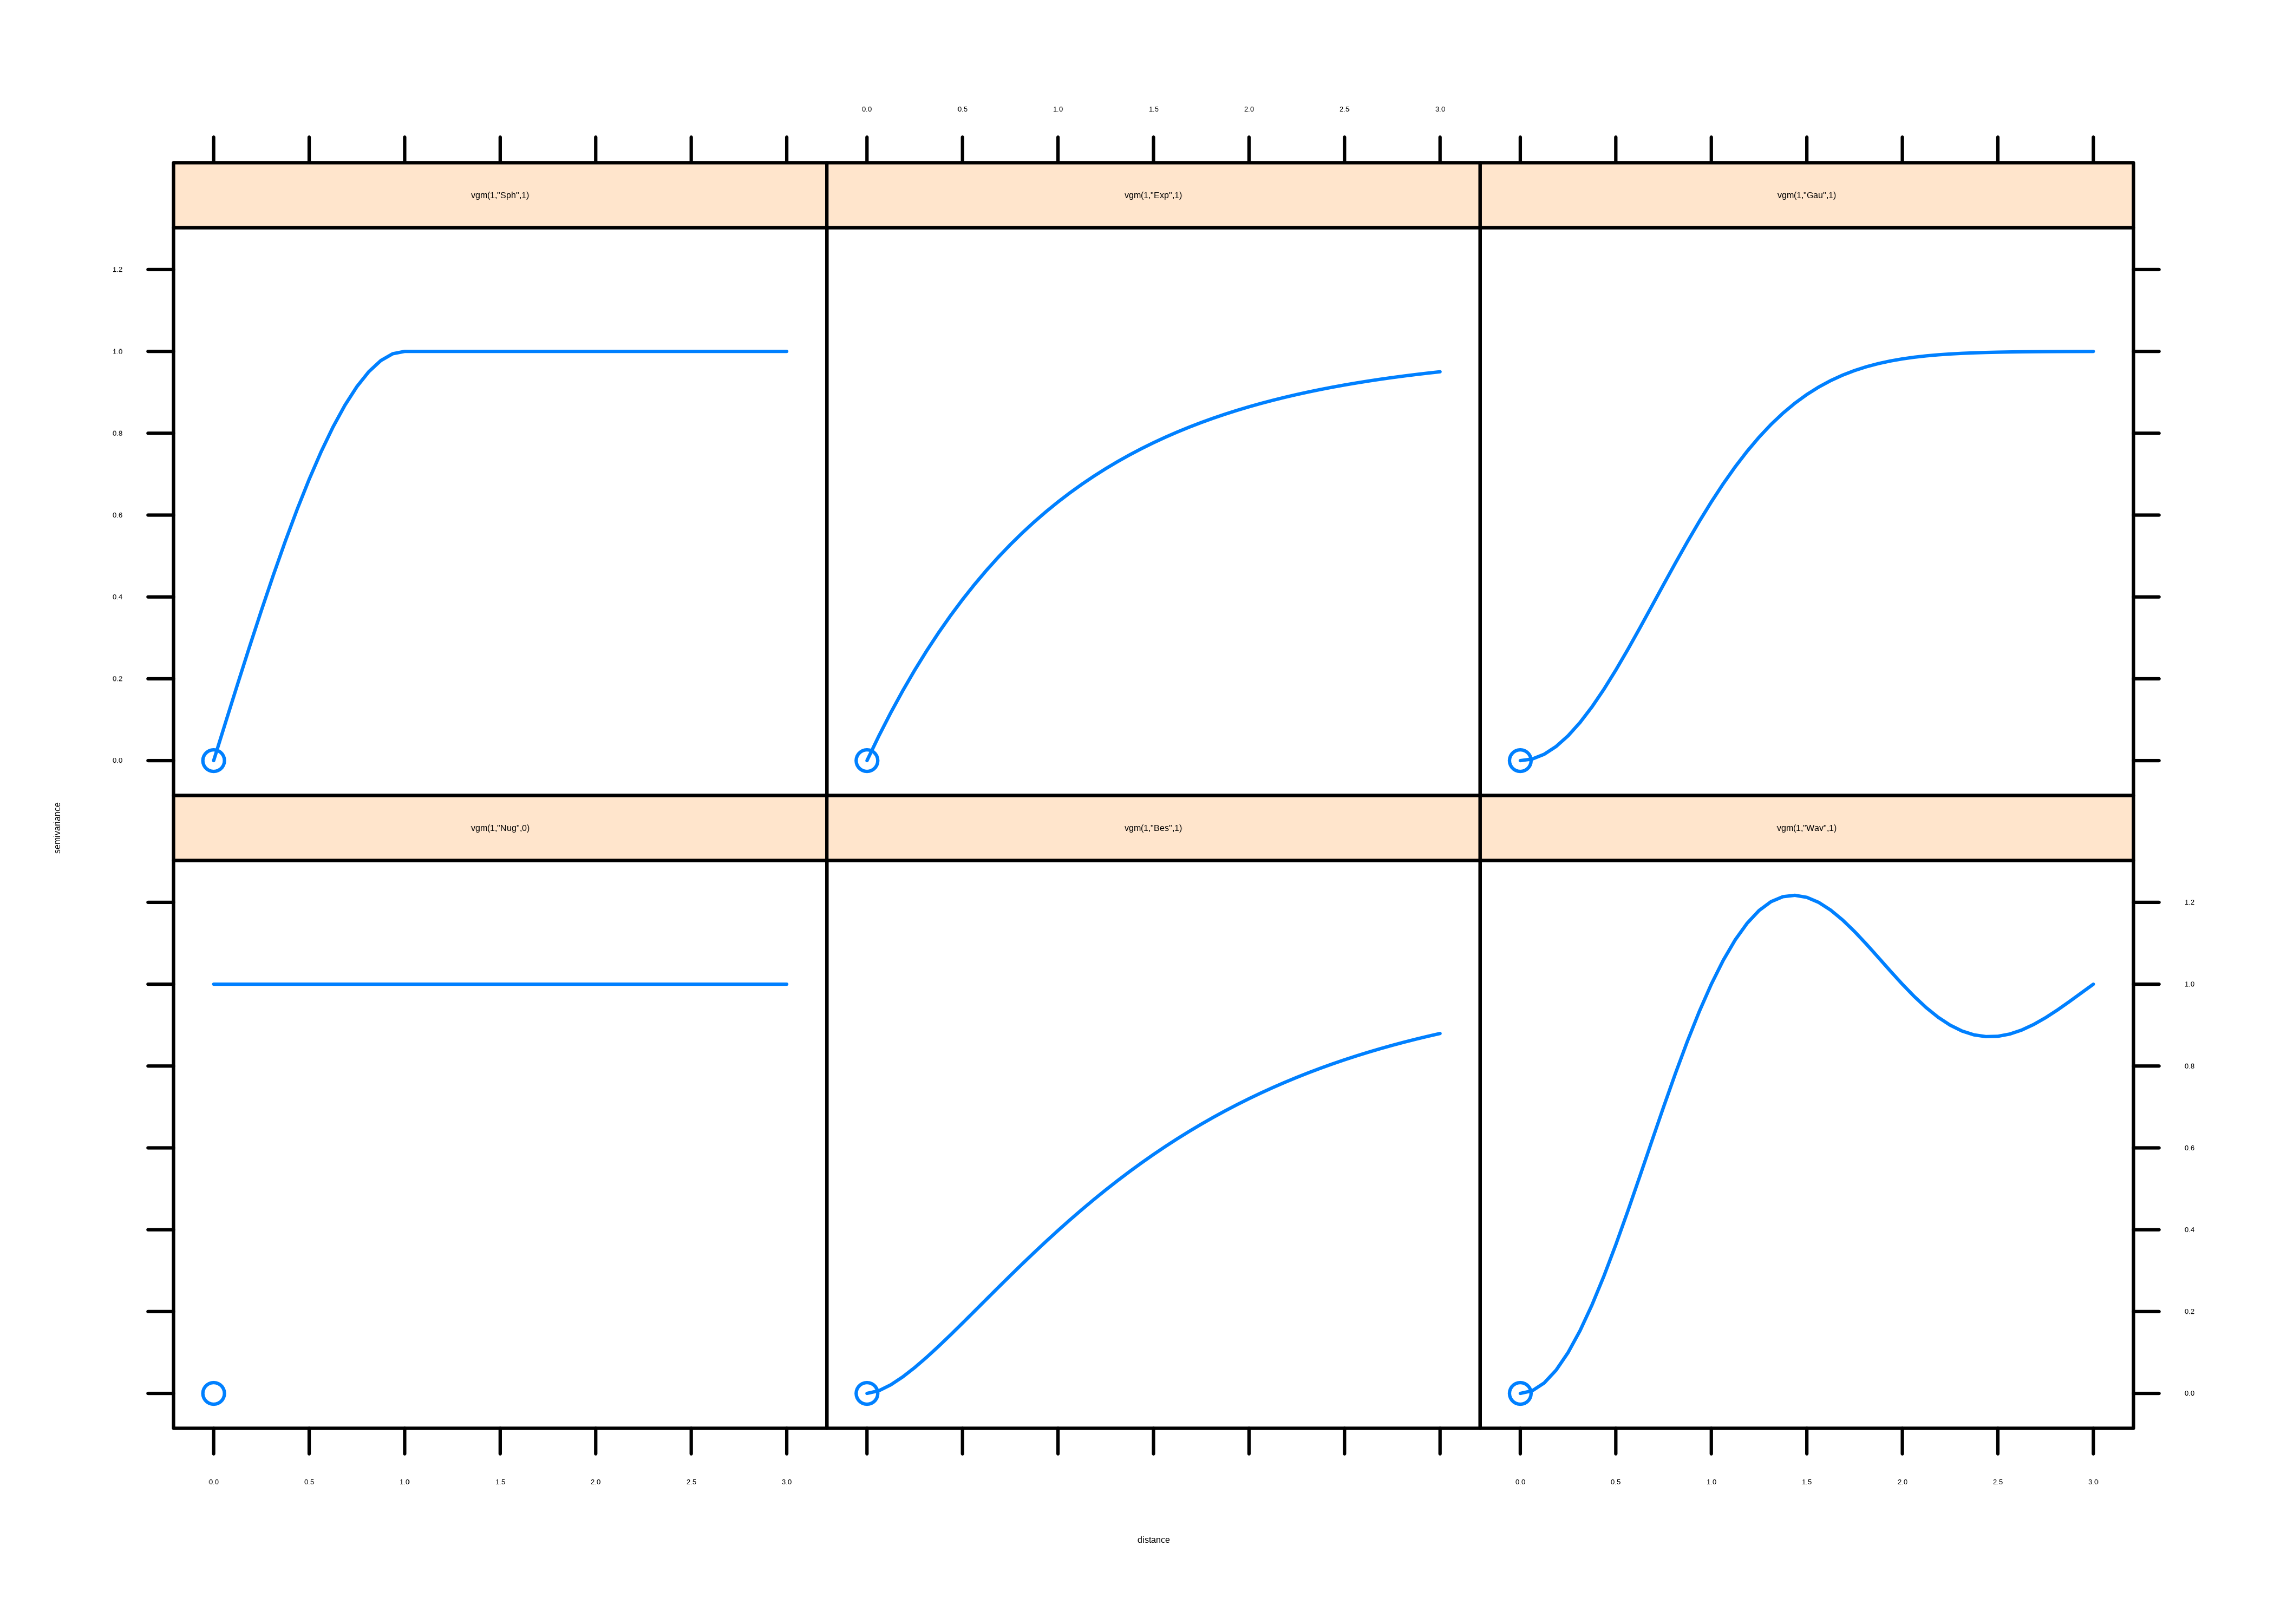 0.0 0.5 1.0 1.5 2.0 2.5 3.0
vgm(1,"Sph",1) vgm(1,"Exp",1) vgm(1,"Gau",1)
1.2
1.0
0.8
0.6
0.4
0.2
0.0
semivariance
vgm(1,"Nug",0) vgm(1,"Bes",1) vgm(1,"Wav",1)
1.2
1.0
0.8
0.6
0.4
0.2
0.0
0.0 0.5 1.0 1.5 2.0 2.5 3.0 0.0 0.5 1.0 1.5 2.0 2.5 3.0
distance